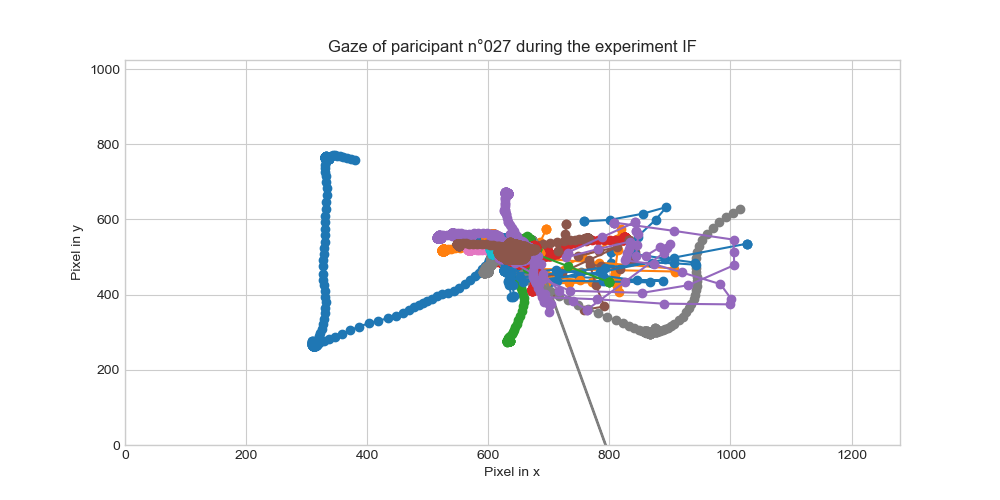 Gaze of paricipant n°027 during the experiment IF
1000
800
600
400
200
0
Pixel in y
0 200 400 600 800 1000 1200
Pixel in x